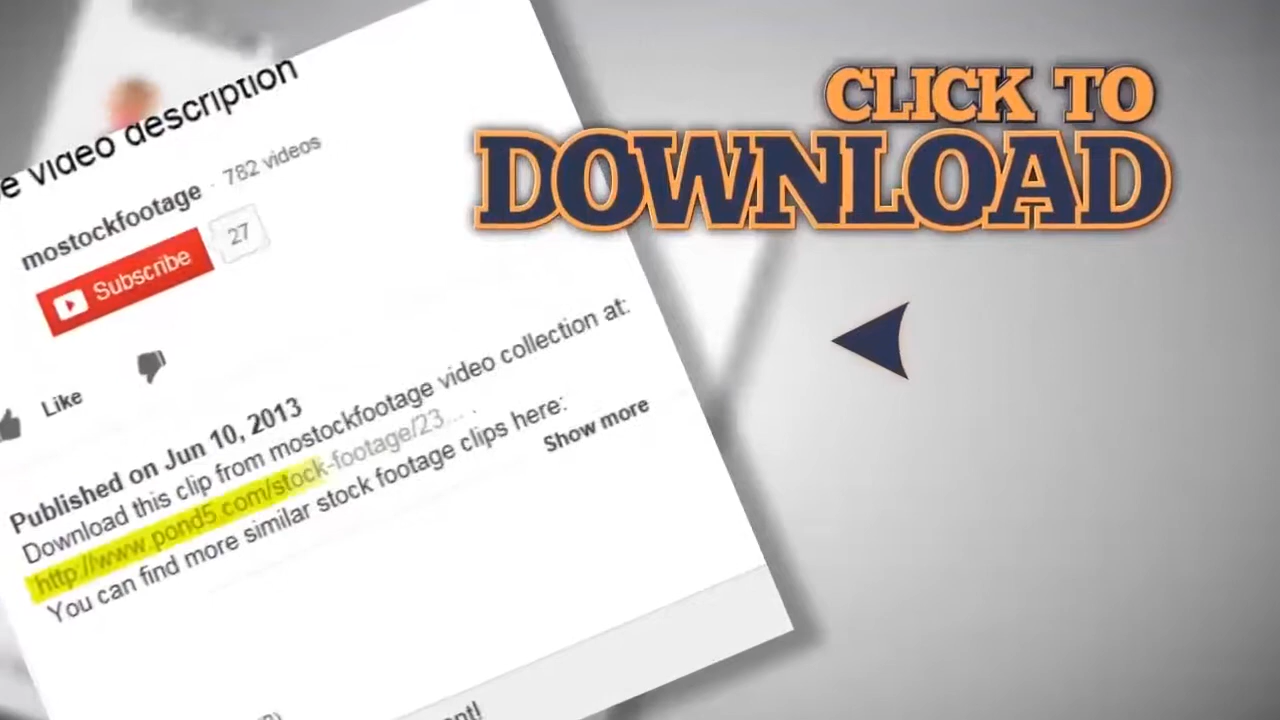 CLICK TO
DOWNLOAD
video description
mostockfootage · 782 videos
Subscribe 27
Like
Published on Jun 10, 2013
Download this clip from mostockfootage video collection at:
http://www.pond5.com/stock-footage/23...
You can find more similar stock footage clips here:
Show more